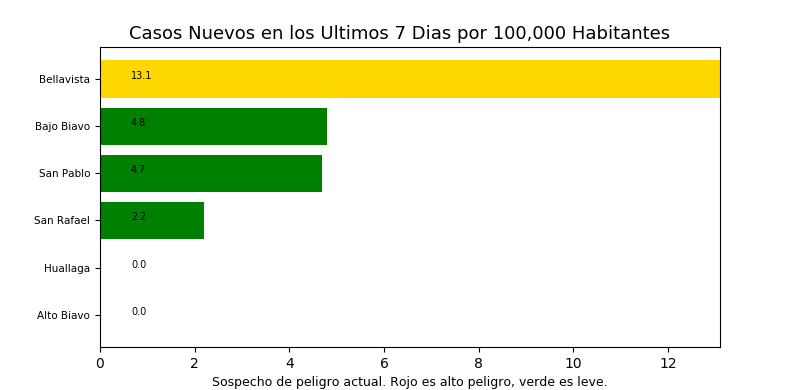 Casos Nuevos en los Ultimos 7 Dias por 100,000 Habitantes
Bellavista 13.1
Bajo Biavo 4.8
San Pablo 4.7
San Rafael 2.2
Huallaga 0.0
Alto Biavo 0.0
0 2 4 6 8 10 12
Sospecho de peligro actual. Rojo es alto peligro, verde es leve.